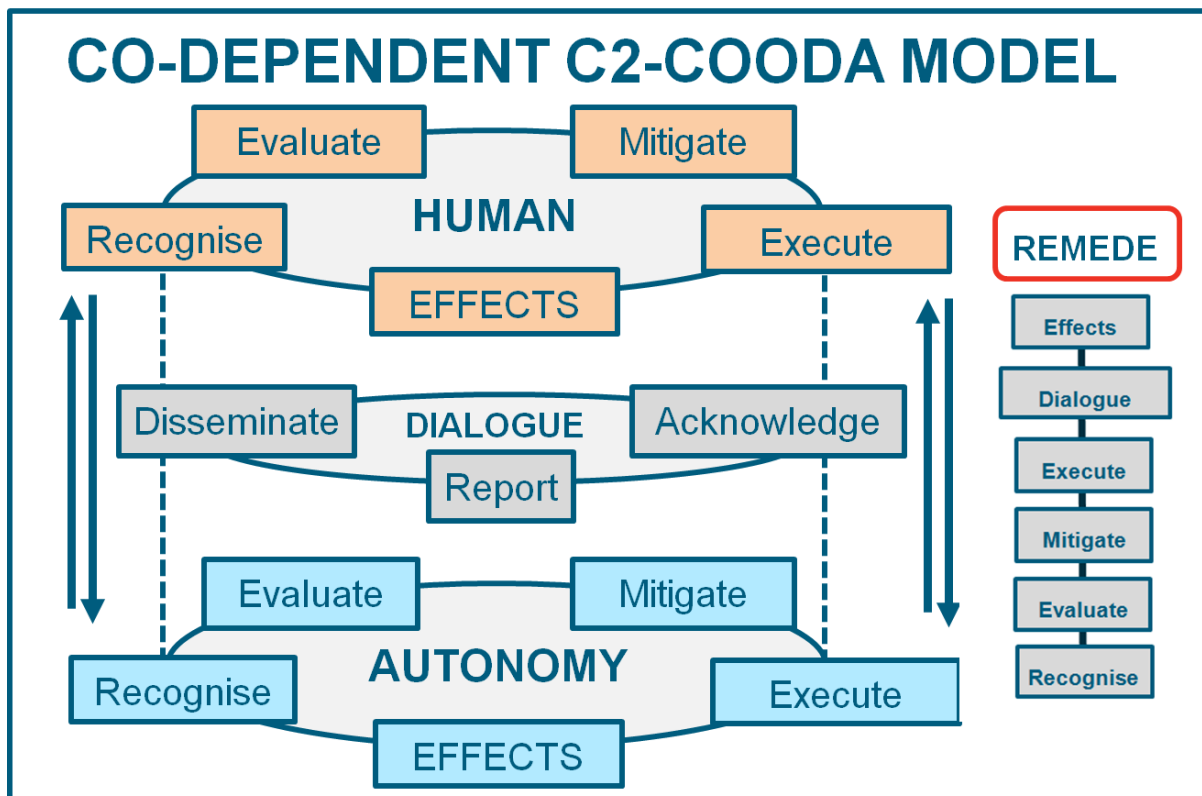 CO-DEPENDENT C2-COODA MODEL
Evaluate
Mitigate
HUMAN
Recognise
Execute
EFFECTS
Disseminate
DIALOGUE
Acknowledge
Report
Evaluate
Mitigate
AUTONOMY
Recognise
Execute
EFFECTS
REMEDE
Effects
Dialogue
Execute
Mitigate
Evaluate
Recognise